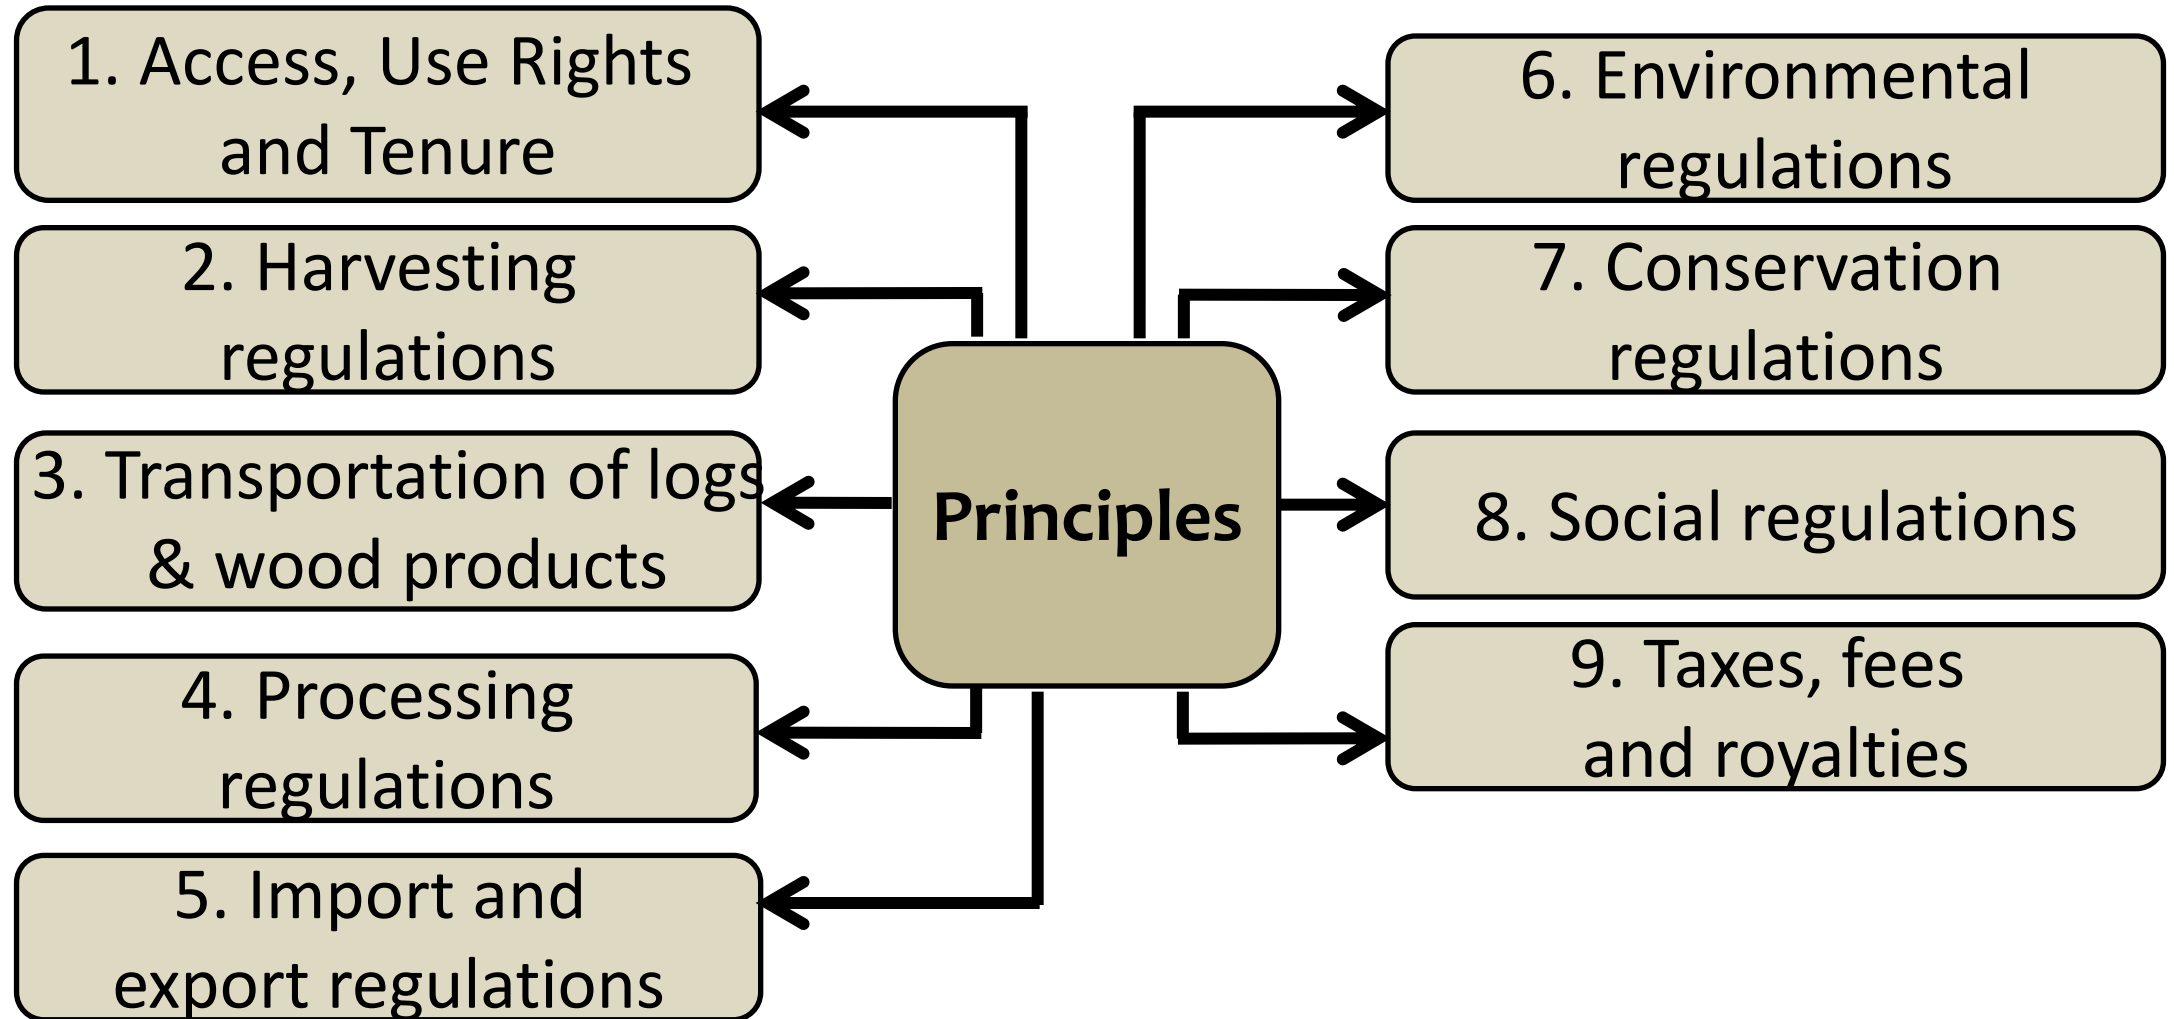 1. Access, Use Rights
and Tenure
2. Harvesting
regulations
3. Transportation of logs
& wood products
4. Processing
regulations
5. Import and
export regulations
Principles
6. Environmental
regulations
7. Conservation
regulations
8. Social regulations
9. Taxes, fees
and royalties